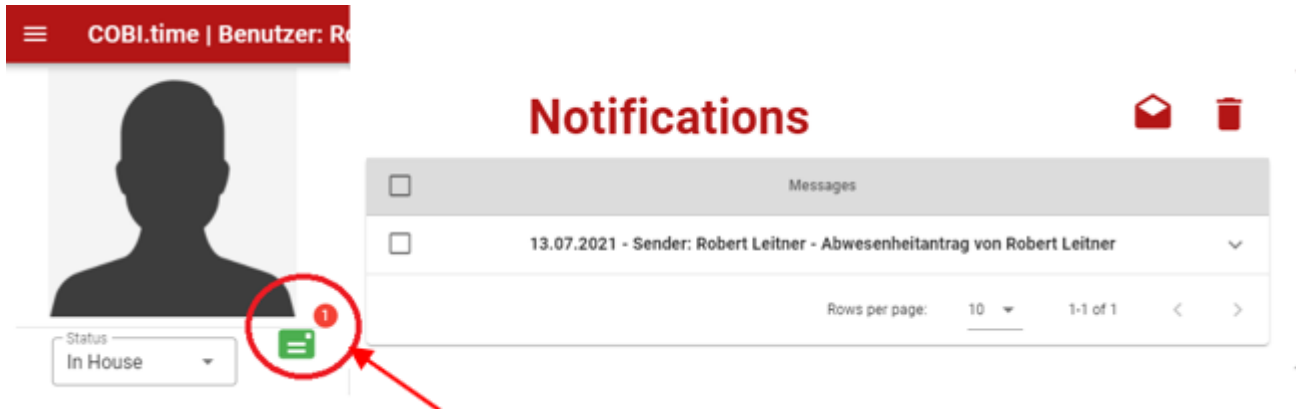 COBI.time | Benutzer: Ro
Notifications
Messages
13.07.2021 - Sender: Robert Leitner - Abwesenheitantrag von Robert Leitner
Rows per page: 10 1-1 of 1
1
Status
In House